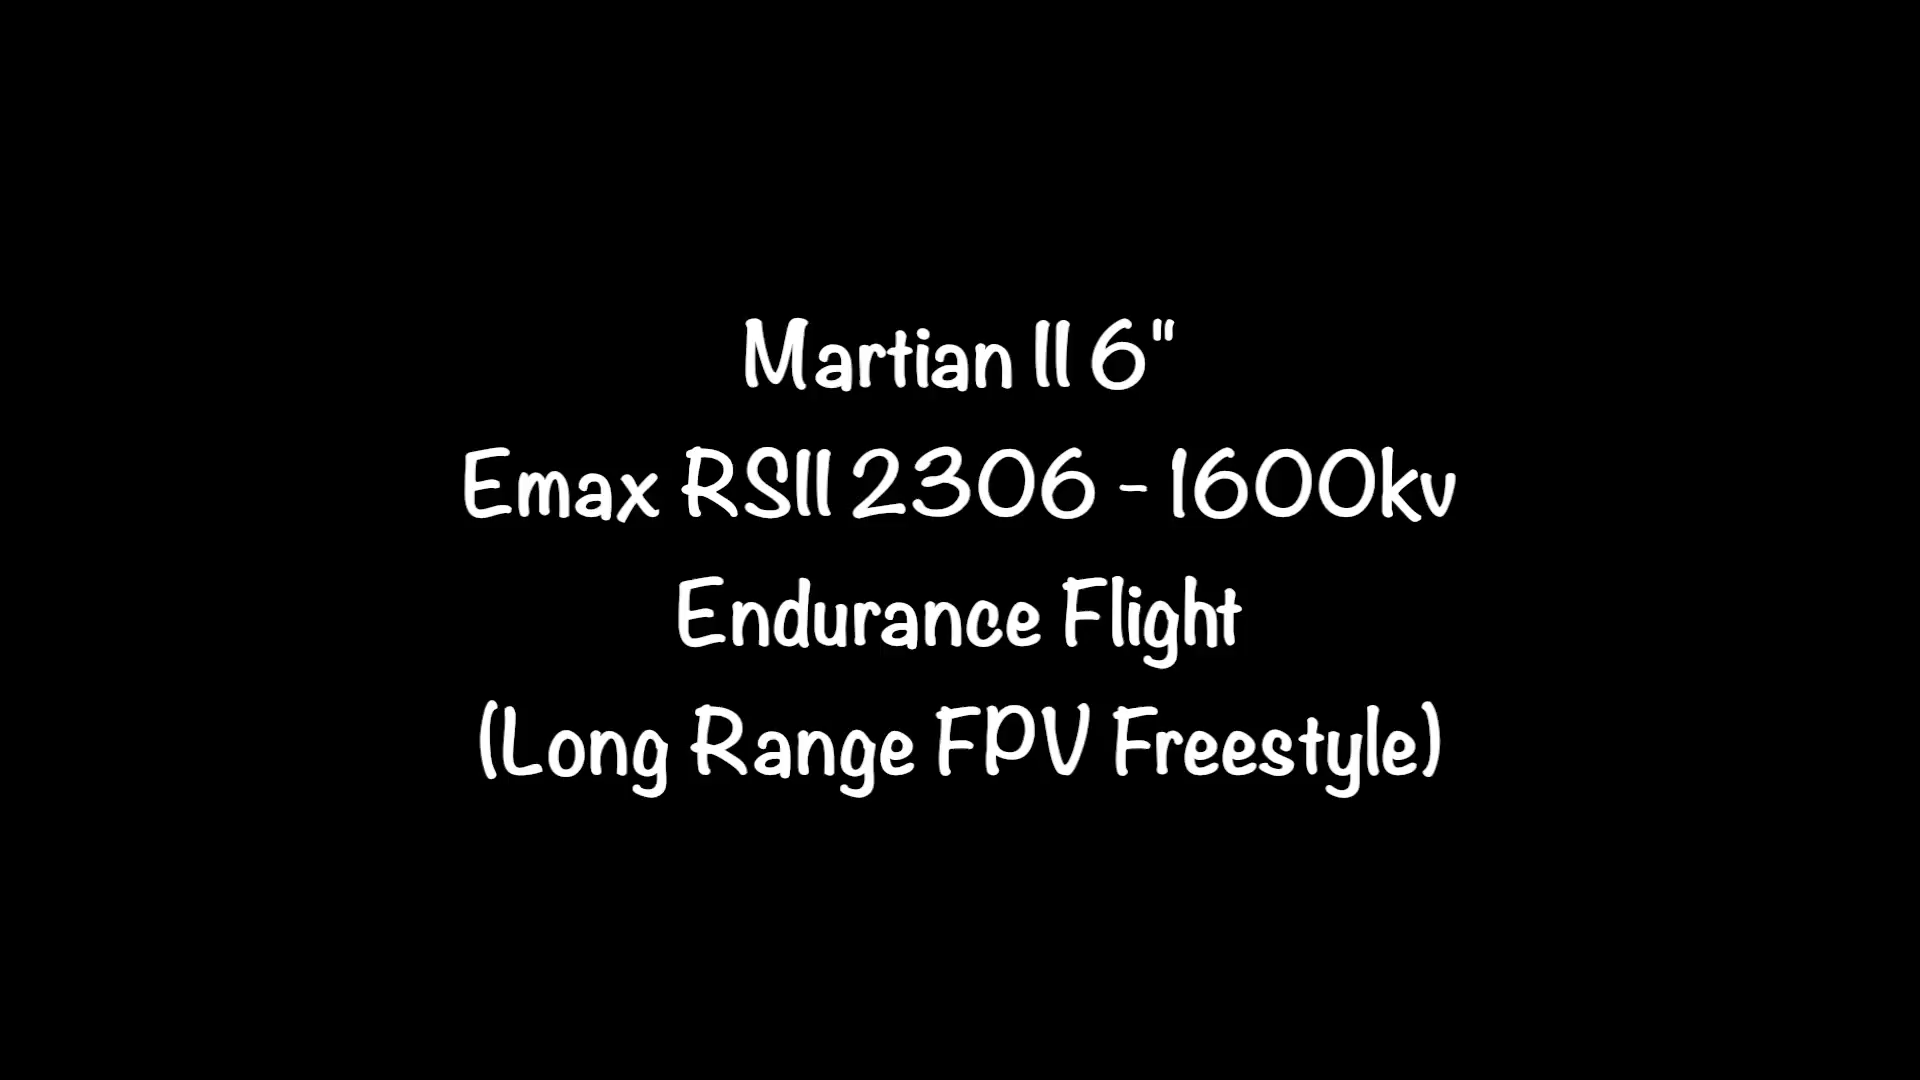 Martian II 6"
Emax RSII 2306 - 1600kv
Endurance Flight
(Long Range FPV Freestyle)